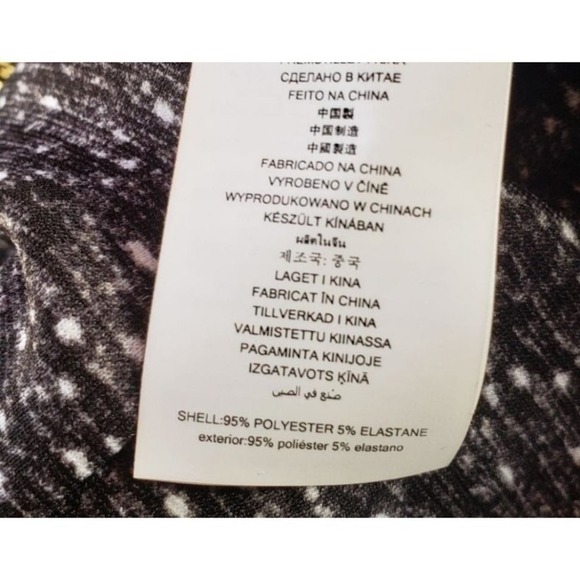 СДЕЛАНО В КИТАЕ
FEITO NA CHINA
中国製
中国制造
中國製造
FABRICADO NA CHINA
VYROBENO V ČÍNĚ
WYPRODUKOWANO W CHINACH
KÉSZÜLT KÍNÁBAN
ผลิตในจีน
제조국: 중국
LAGET I KINA
FABRICAT ÎN CHINA
TILLVERKAD I KINA
VALMISTETTU KIINASSA
PAGAMINTA KINIJOJE
IZGATAVOTS ĶĪNĀ
صنع في الصين
SHELL:95% POLYESTER 5% ELASTANE
exterior:95% poliéster 5% elastano